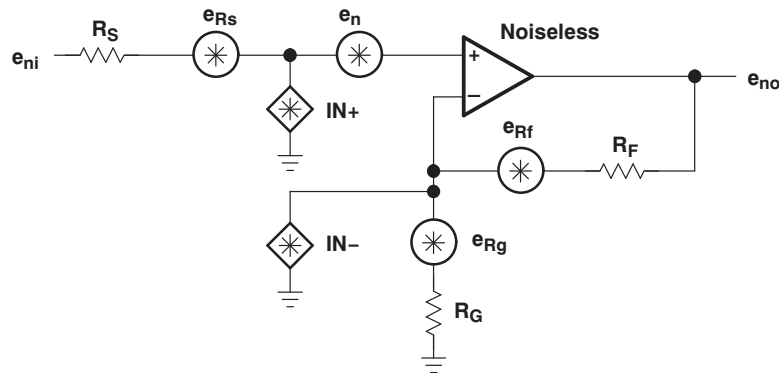 e_Rs
e_n
Noiseless
R_S
e_ni
+
e_no
IN+
−
e_Rf
R_F
IN−
e_Rg
R_G